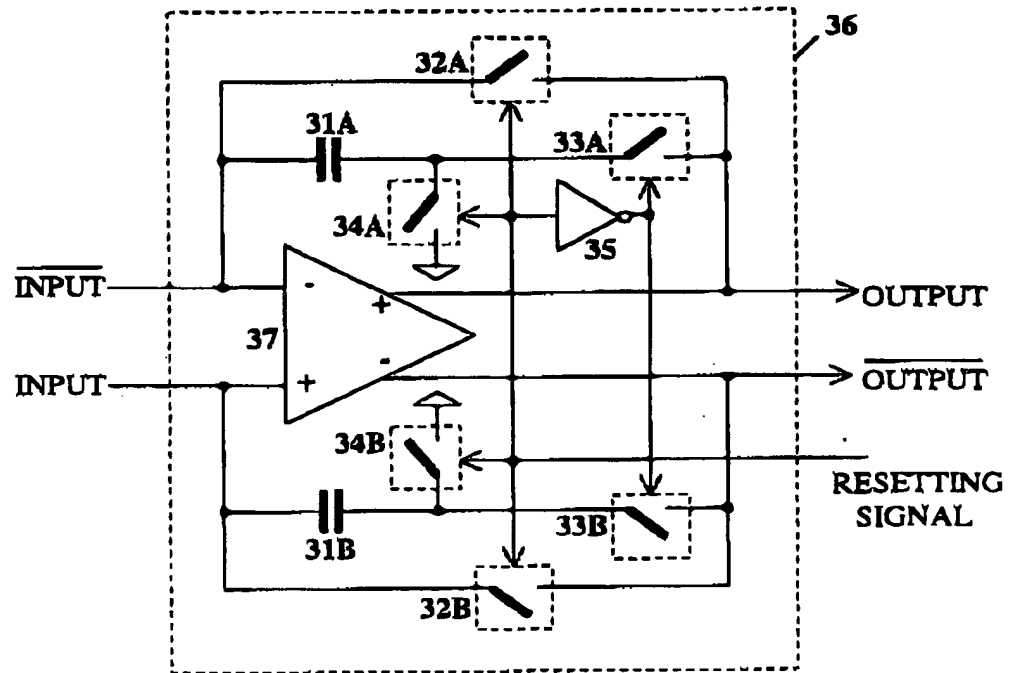 36
32A
31A
33A
34A
35
INPUT
-
+
OUTPUT
37
-
INPUT
+
OUTPUT
34B
RESETTING
SIGNAL
31B
33B
32B